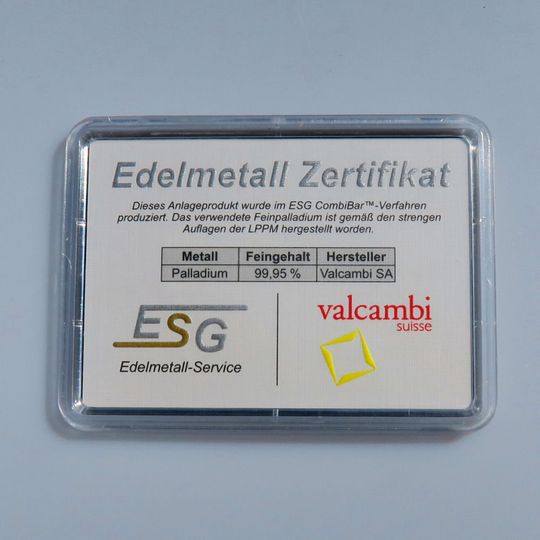 Edelmetall Zertifikat
Dieses Anlageprodukt wurde im ESG CombiBar™-Verfahren
produziert. Das verwendete Feinpalladium ist gemäß den strengen
Auflagen der LPPM hergestellt worden.
Metall Feingehalt Hersteller
Palladium 99,95 % Valcambi SA
ESG
Edelmetall-Service
valcambi
suisse